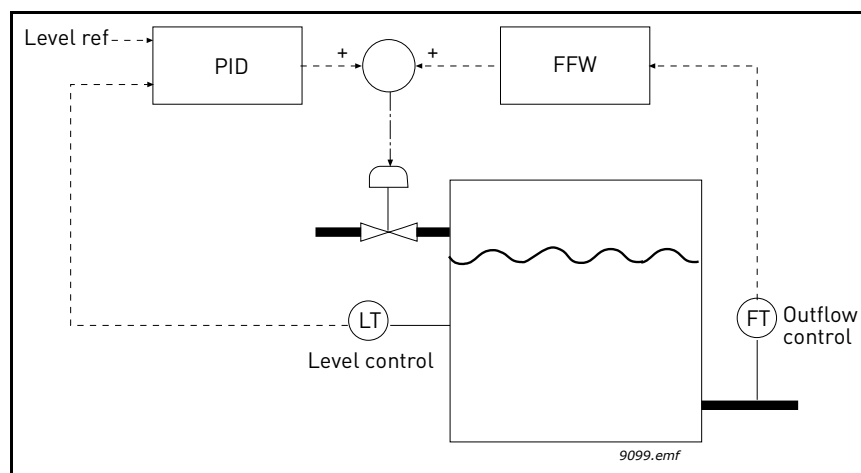 Level ref
PID
+
+
FFW
LT
Level control
FT
Outflow
control
9099.emf